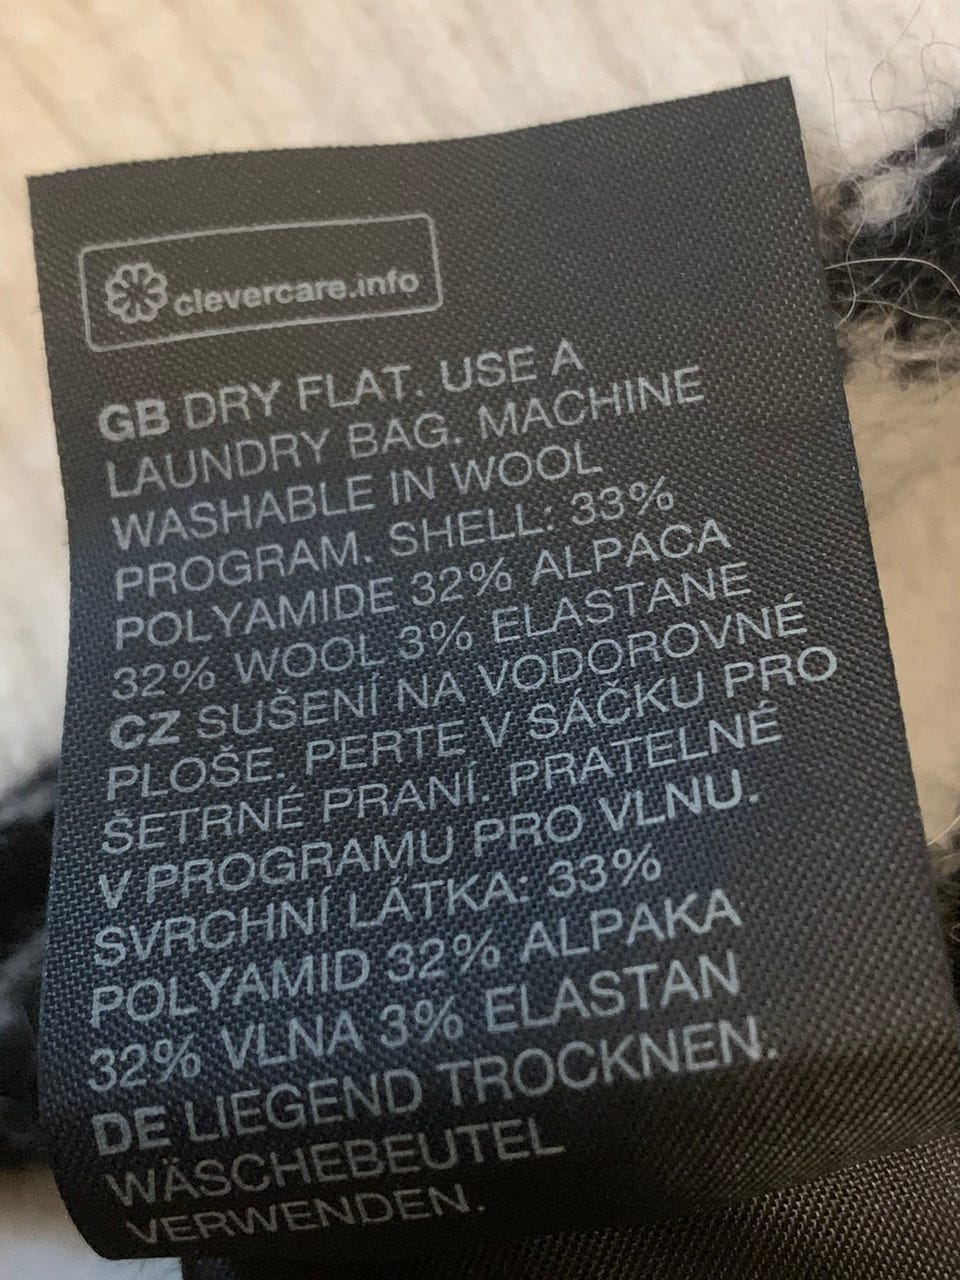 clevercare.info
GB DRY FLAT. USE A
LAUNDRY BAG. MACHINE
WASHABLE IN WOOL
PROGRAM. SHELL: 33%
POLYAMIDE 32% ALPACA
32% WOOL 3% ELASTANE
CZ SUŠENÍ NA VODOROVNÉ
PLOŠE. PERTE V SÁČKU PRO
ŠETRNÉ PRANÍ. PRATELNÉ
V PROGRAMU PRO VLNU.
SVRCHNÍ LÁTKA: 33%
POLYAMID 32% ALPAKA
32% VLNA 3% ELASTAN
DE LIEGEND TROCKNEN.
WÄSCHEBEUTEL
VERWENDEN.